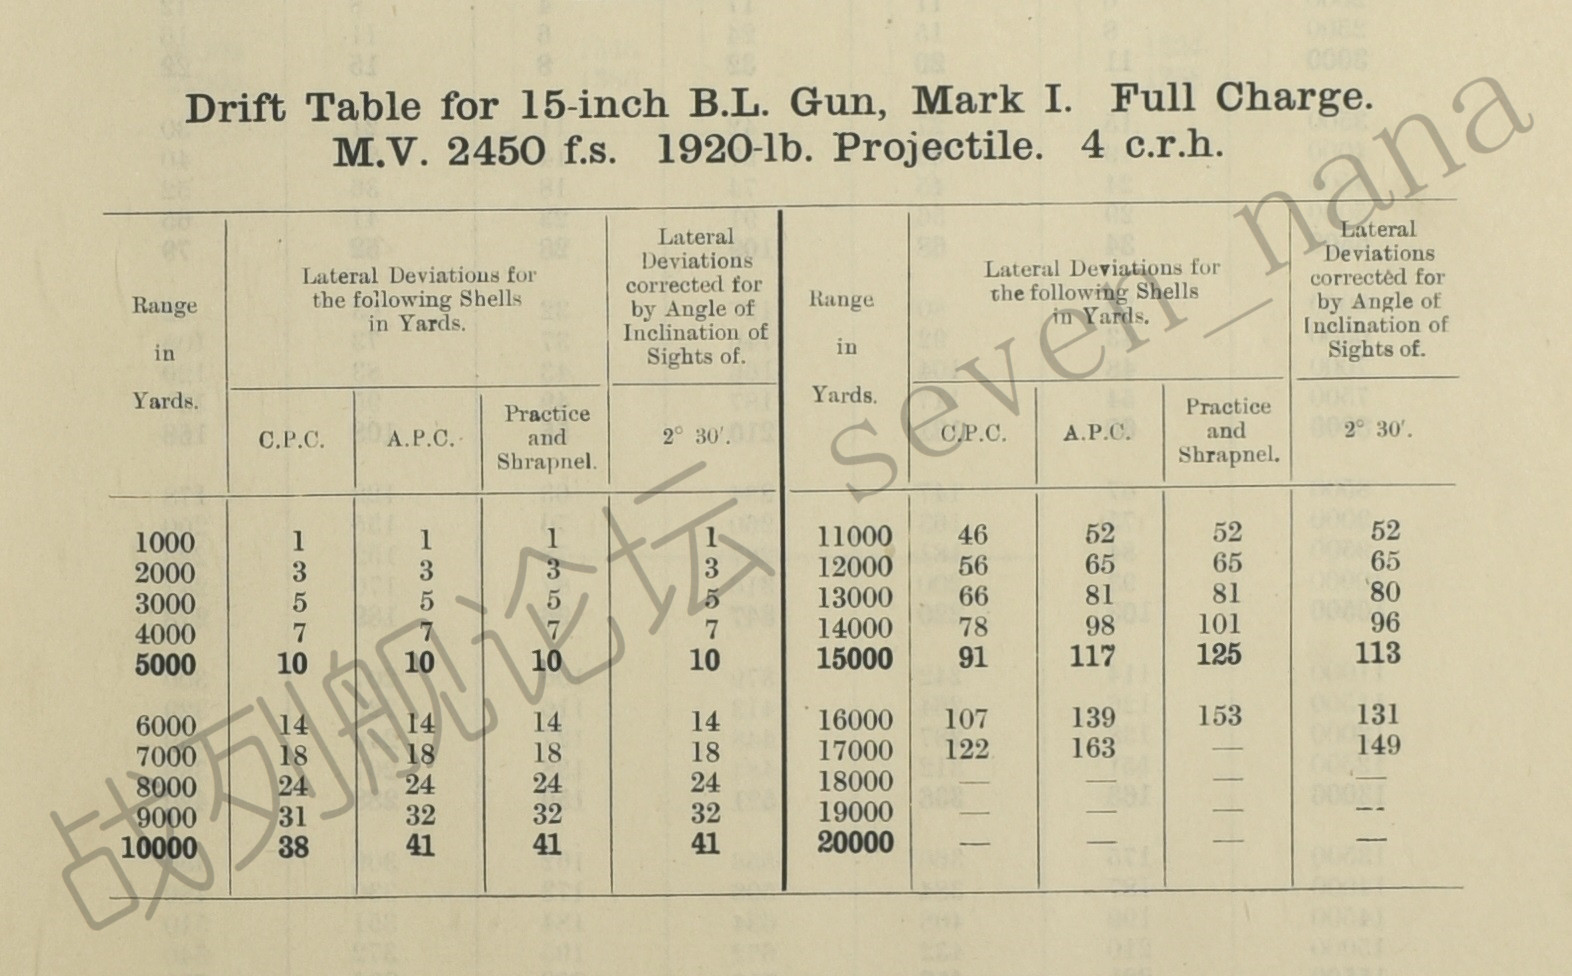 Drift Table for 15-inch B.L. Gun, Mark I. Full Charge.
M.V. 2450 f.s. 1920-lb. Projectile. 4 c.r.h.
Range in Yards.
Lateral Deviations for the following Shells in Yards.
Lateral Deviations corrected for by Angle of Inclination of Sights of.
Range in Yards.
Lateral Deviations for the following Shells in Yards.
Lateral Deviations corrected for by Angle of Inclination of Sights of.
C.P.C. A.P.C. Practice and Shrapnel. 2° 30′. C.P.C. A.P.C. Practice and Shrapnel. 2° 30′.
1000 1 1 1 1 11000 46 52 52 52
2000 3 3 3 3 12000 56 65 65 65
3000 5 5 5 5 13000 66 81 81 80
4000 7 7 7 7 14000 78 98 101 96
5000 10 10 10 10 15000 91 117 125 113
6000 14 14 14 14 16000 107 139 153 131
7000 18 18 18 18 17000 122 163 — 149
8000 24 24 24 24 18000 — — — —
9000 31 32 32 32 19000 — — — —
10000 38 41 41 41 20000 — — — —
战列舰论坛 seven_nana